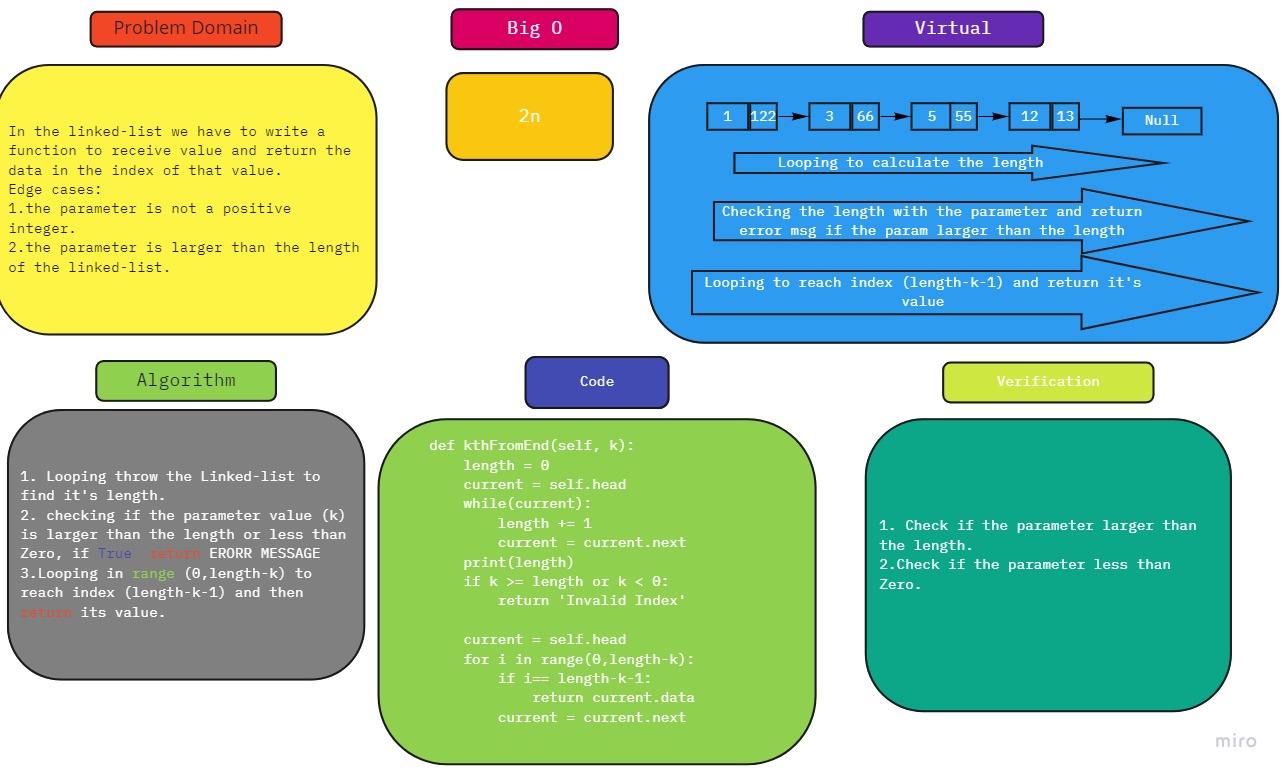 Problem Domain
In the linked-list we have to write a
function to receive value and return the
data in the index of that value.
Edge cases:
1.the parameter is not a positive
integer.
2.the parameter is larger than the length
of the linked-list.
Big O
2n
Virtual
1 122 3 66 5 55 12 13 Null
Looping to calculate the length
Checking the length with the parameter and return
error msg if the param larger than the length
Looping to reach index (length-k-1) and return it's
value
Algorithm
1. Looping throw the Linked-list to
find it's length.
2. checking if the parameter value (k)
is larger than the length or less than
Zero, if True return ERORR MESSAGE
3.Looping in range (0,length-k) to
reach index (length-k-1) and then
return its value.
Code
def kthFromEnd(self, k):
    length = 0
    current = self.head
    while(current):
        length += 1
        current = current.next
    print(length)
    if k >= length or k < 0:
        return 'Invalid Index'
    current = self.head
    for i in range(0,length-k):
        if i== length-k-1:
            return current.data
        current = current.next
Verification
1. Check if the parameter larger than
the length.
2.Check if the parameter less than
Zero.
miro